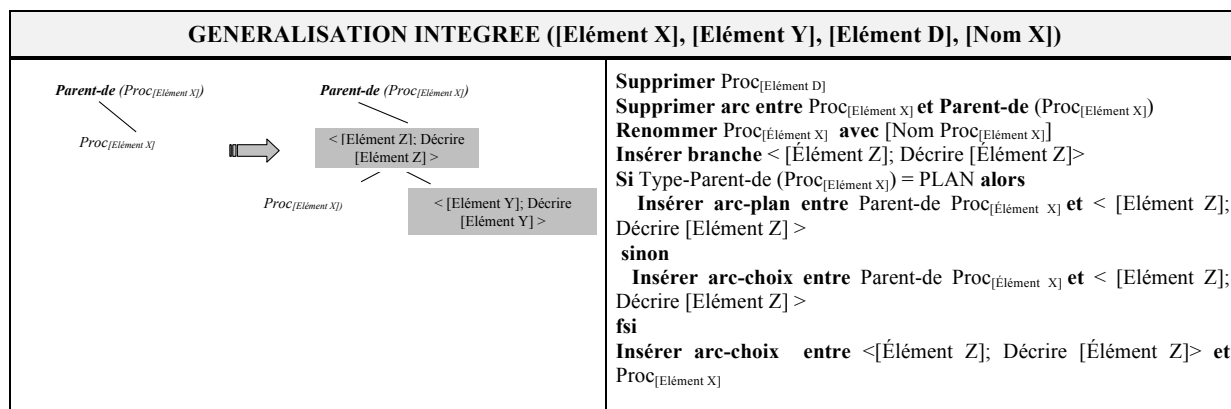 GENERALISATION INTEGREE ([Elément X], [Elément Y], [Elément D], [Nom X])
Parent-de (Proc[Elément X])
Proc[Elément X]
Parent-de (Proc[Elément X])
< [Elément Z]; Décrire
[Elément Z] >
Proc[Elément X])
< [Elément Y]; Décrire
[Elément Y] >
Supprimer Proc[Elément D]
Supprimer arc entre Proc[Elément X] et Parent-de (Proc[Elément X])
Renommer Proc[Élément X] avec [Nom Proc[Elément X]]
Insérer branche < [Élément Z]; Décrire [Élément Z]>
Si Type-Parent-de (Proc[Elément X]) = PLAN alors
Insérer arc-plan entre Parent-de Proc[Élément X] et < [Elément Z];
Décrire [Elément Z] >
sinon
Insérer arc-choix entre Parent-de Proc[Élément X] et < [Elément Z];
Décrire [Elément Z] >
fsi
Insérer arc-choix entre <[Élément Z]; Décrire [Élément Z]> et
Proc[Elément X]